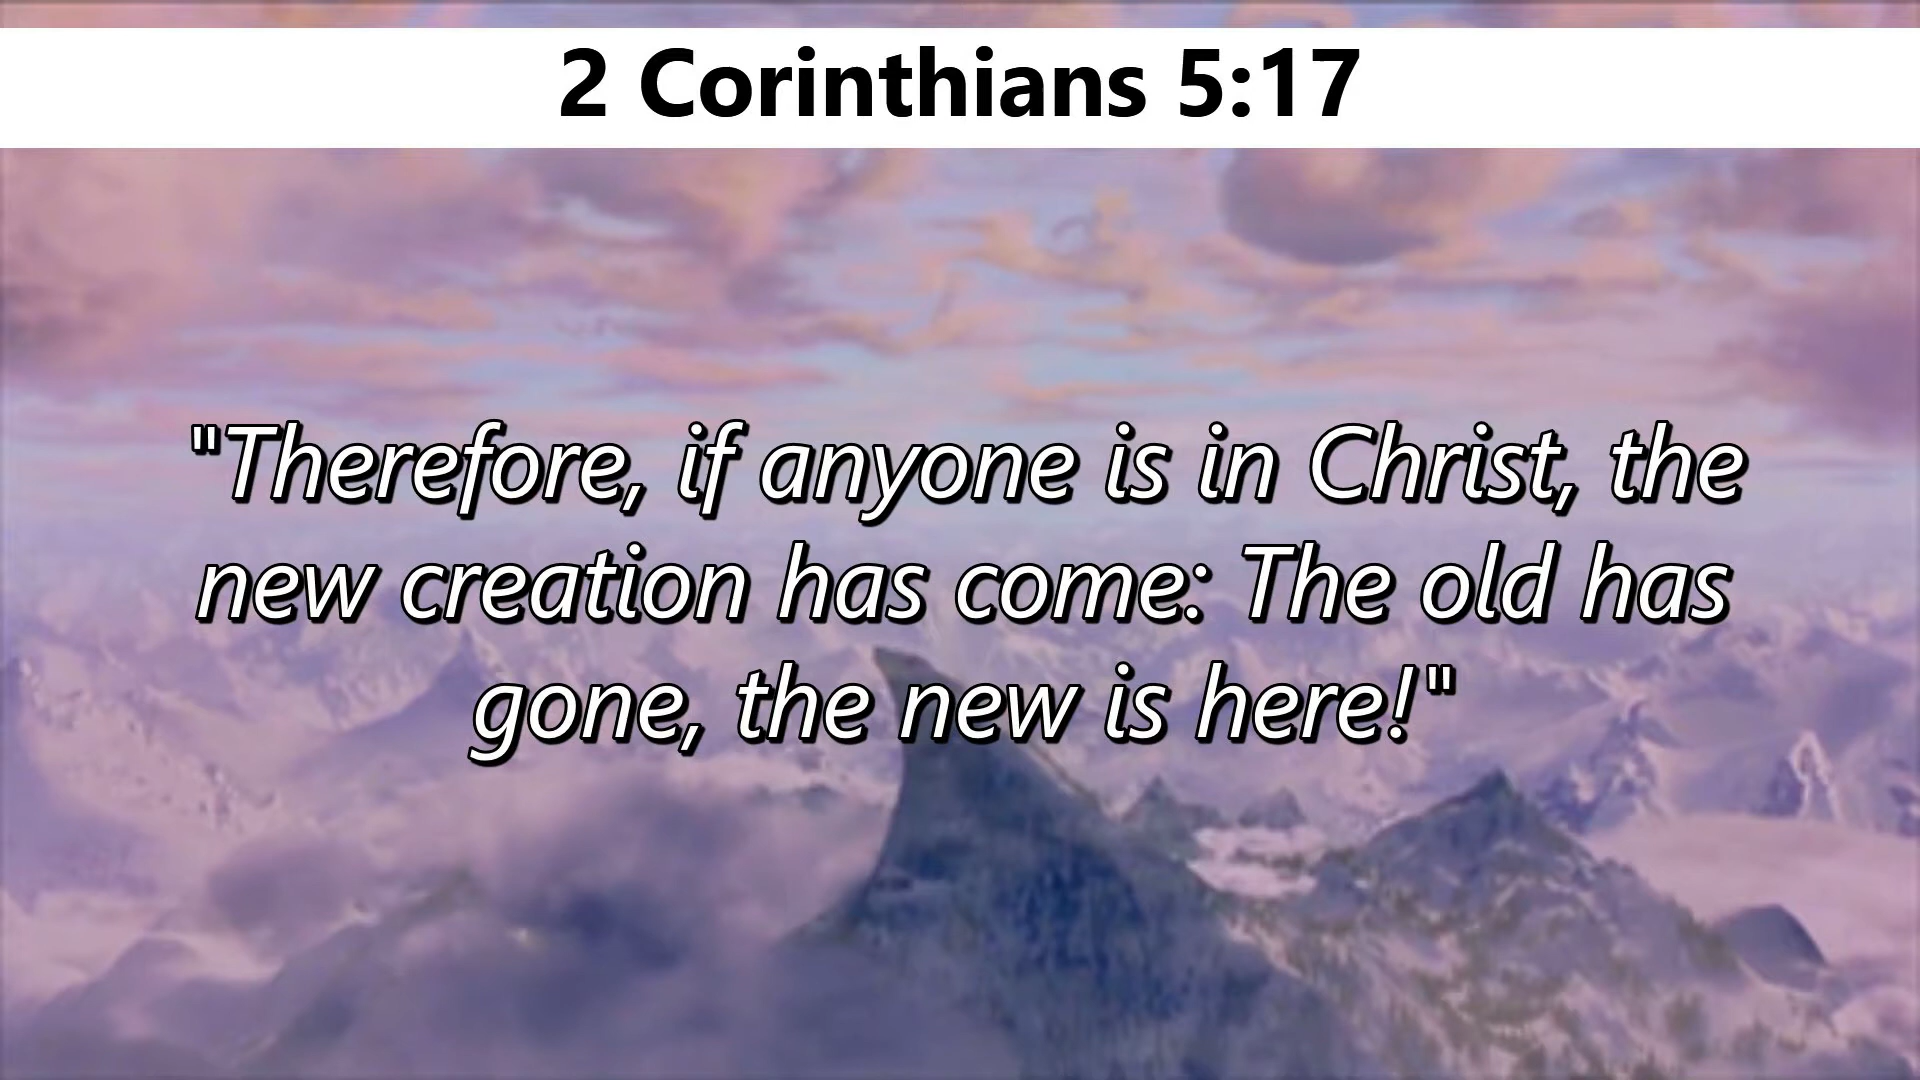 2 Corinthians 5:17
"Therefore, if anyone is in Christ, the
new creation has come: The old has
gone, the new is here!"